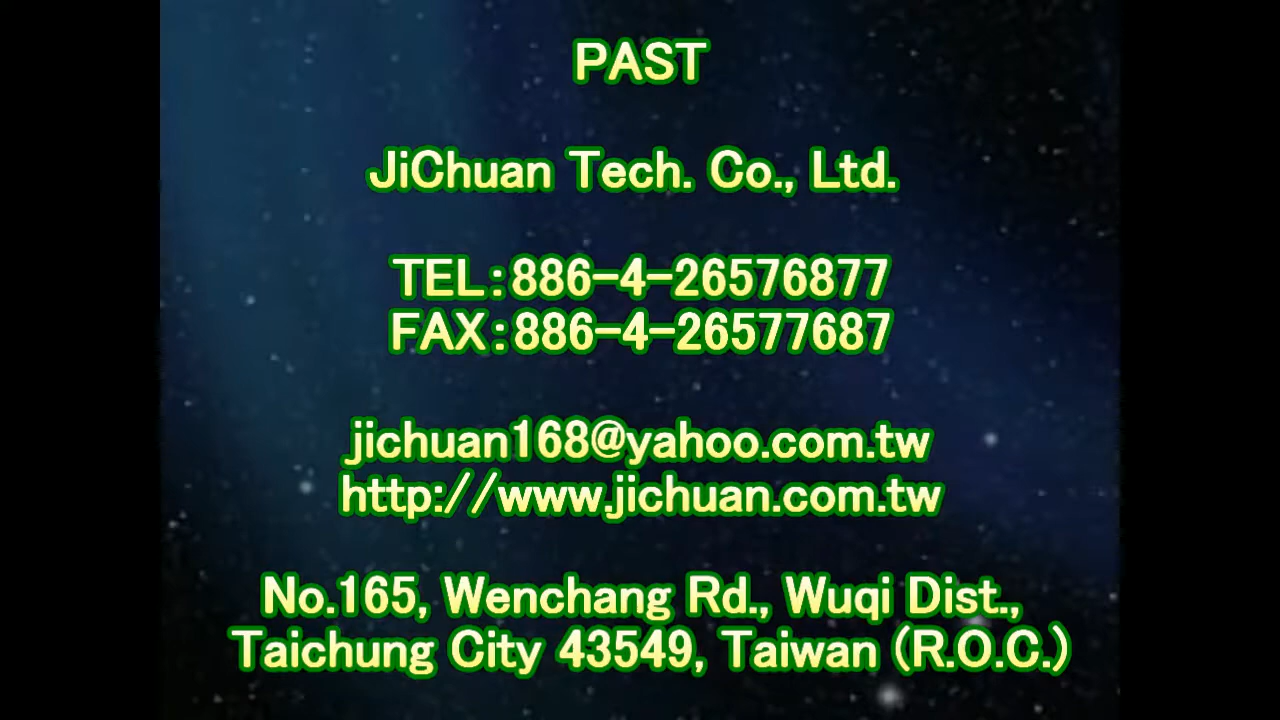 PAST
JiChuan Tech. Co., Ltd.
TEL:886-4-26576877
FAX:886-4-26577687
jichuan168@yahoo.com.tw
http://www.jichuan.com.tw
No.165, Wenchang Rd., Wuqi Dist.,
Taichung City 43549, Taiwan (R.O.C.)